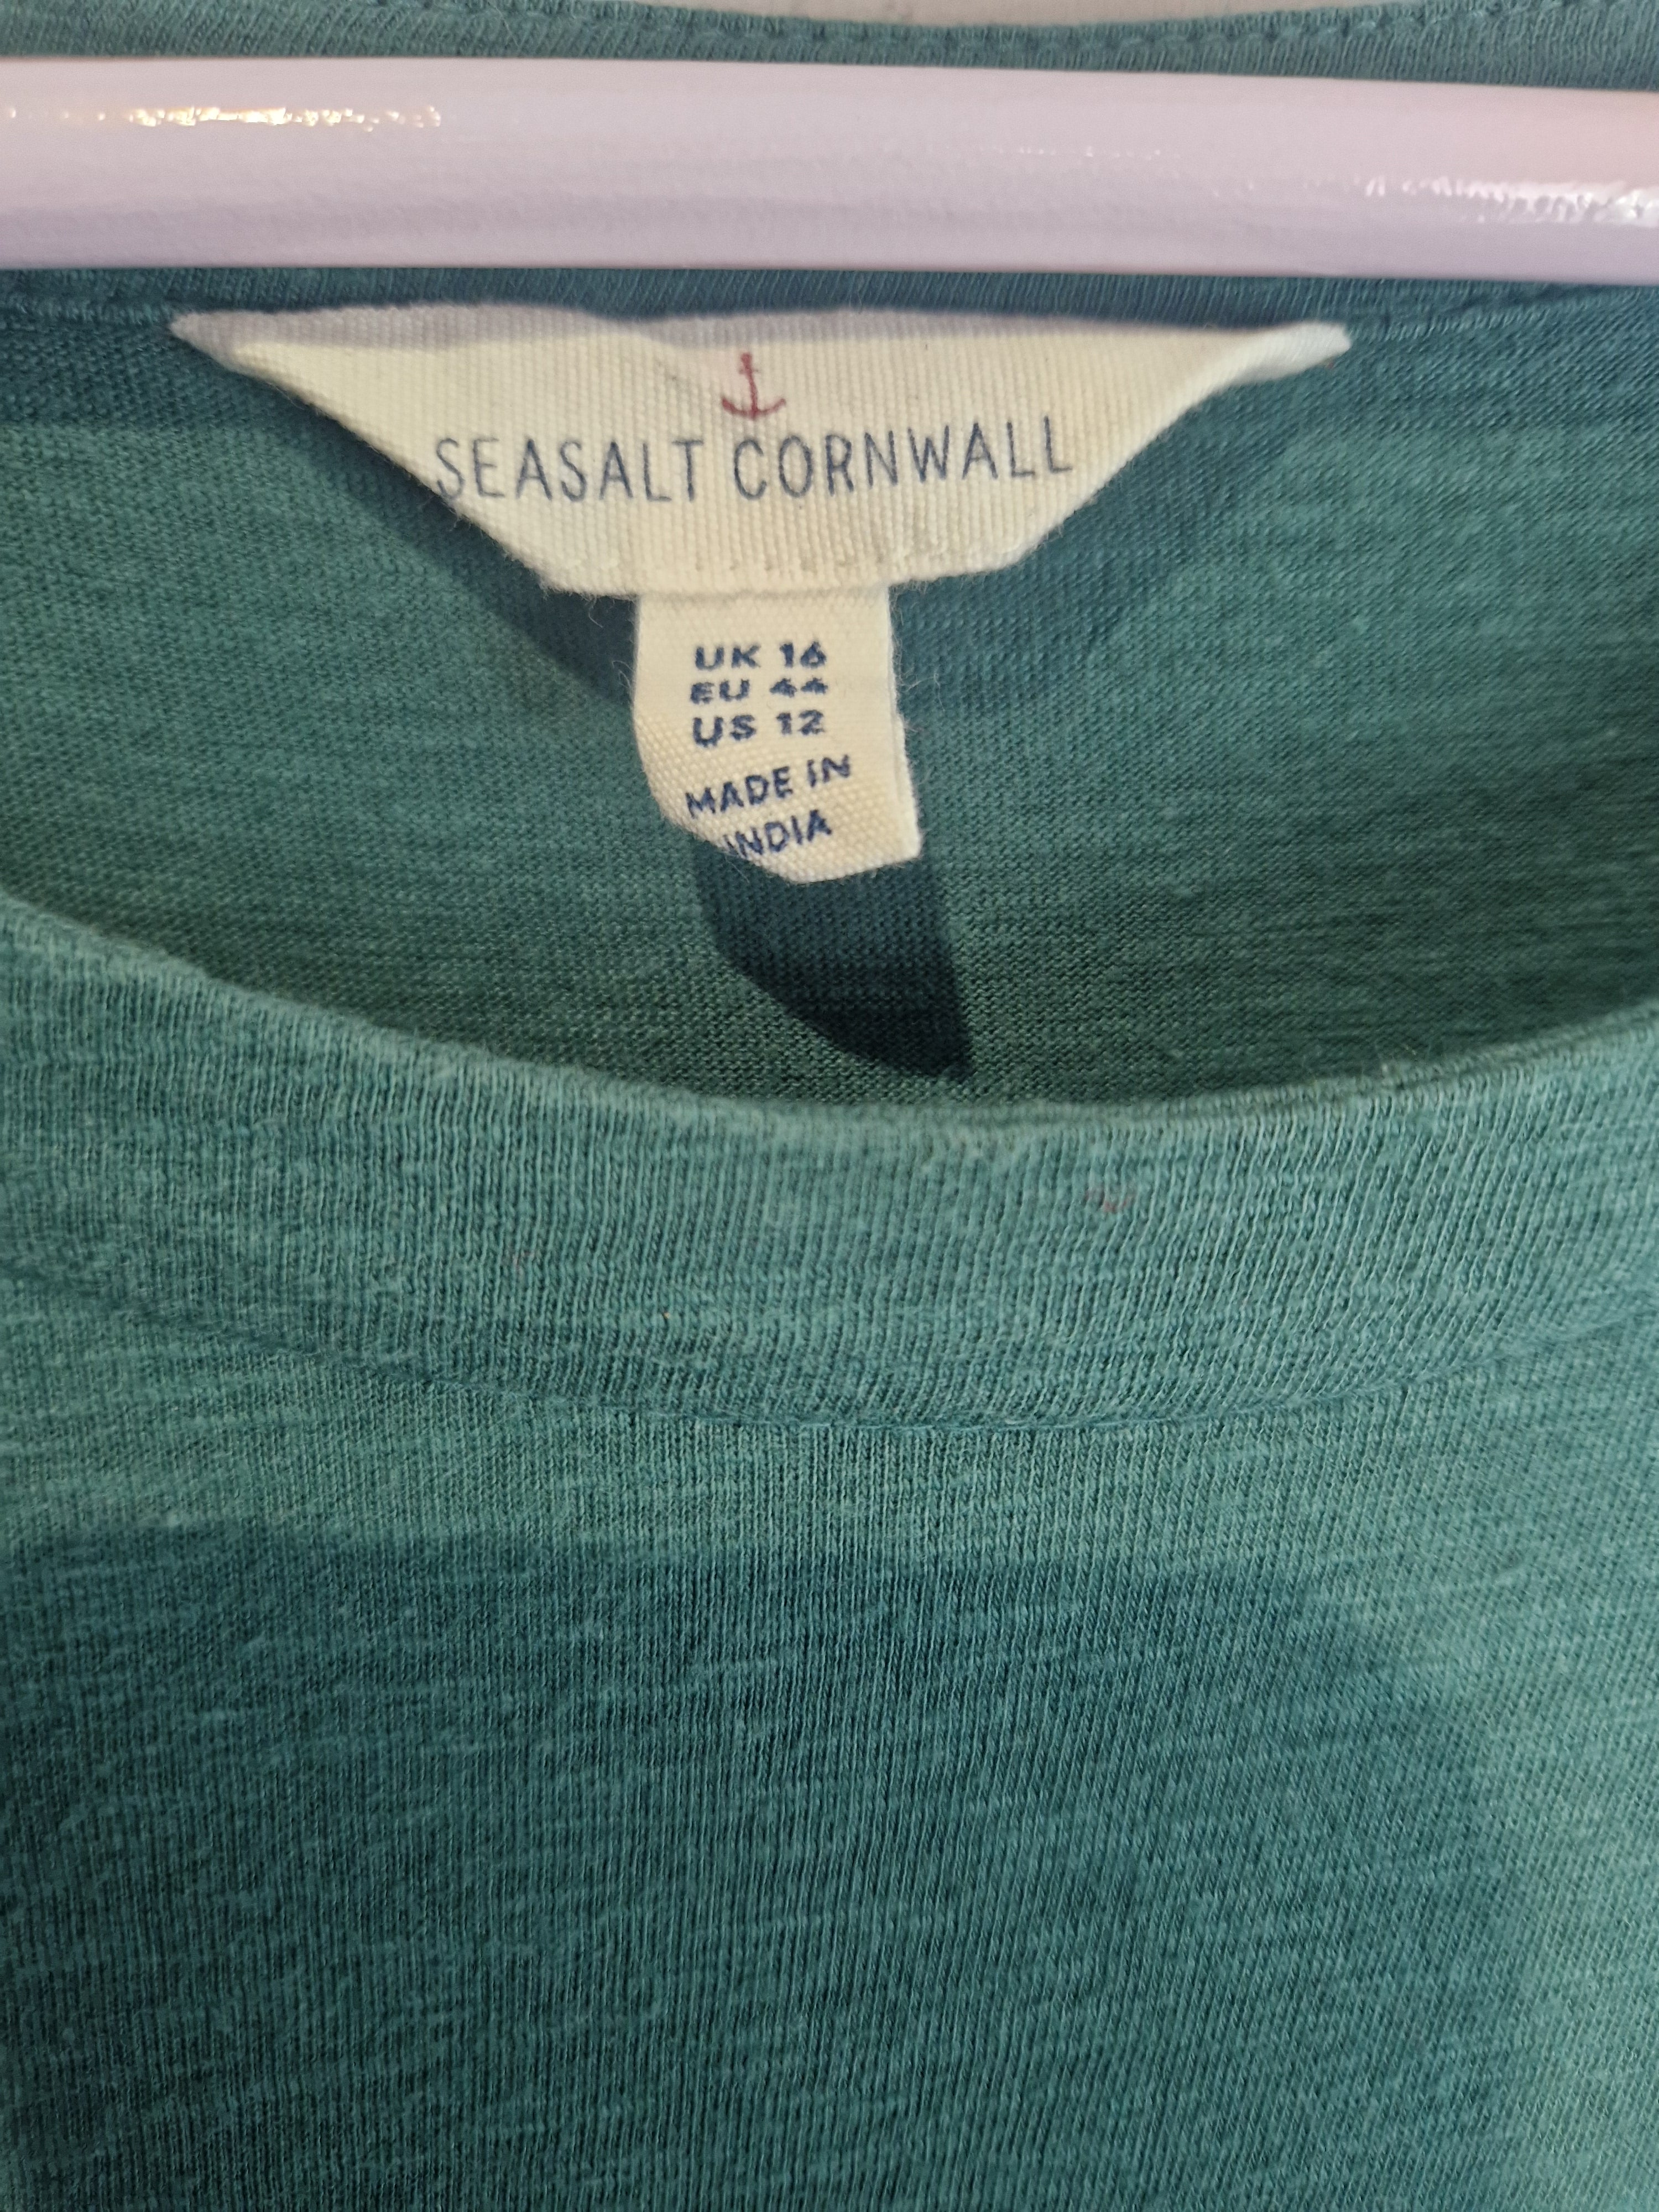 SEASALT CORNWALL
UK 16
EU 44
US 12
MADE IN
INDIA